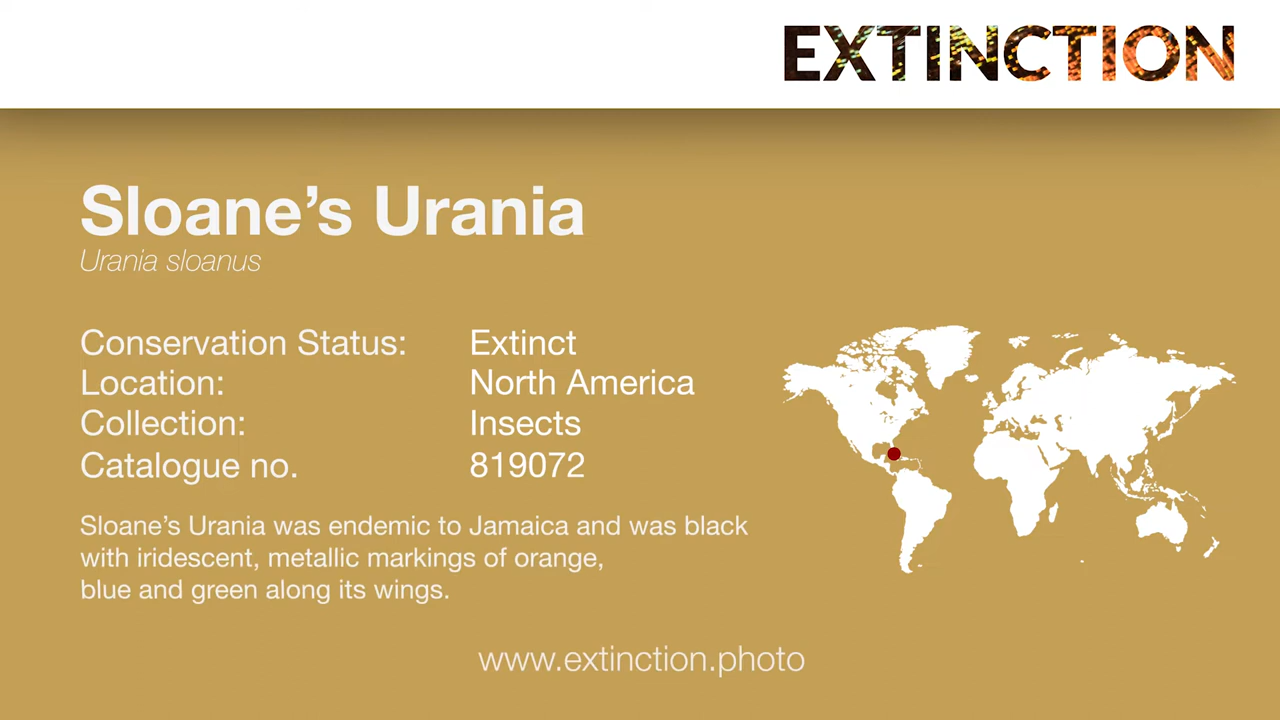 EXTINCTION
Sloane’s Urania
Urania sloanus
Conservation Status: Extinct
Location: North America
Collection: Insects
Catalogue no. 819072
Sloane’s Urania was endemic to Jamaica and was black
with iridescent, metallic markings of orange,
blue and green along its wings.
www.extinction.photo